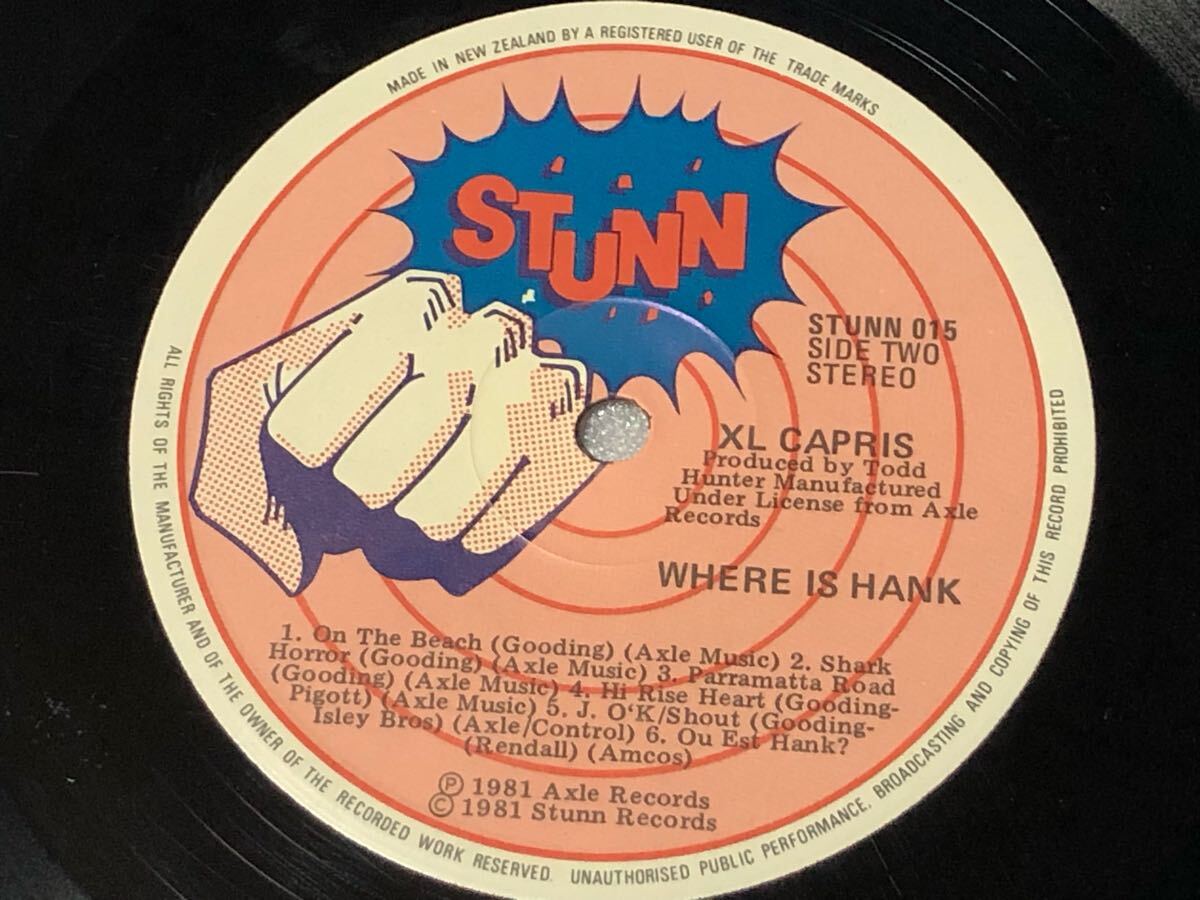 MADE IN NEW ZEALAND BY A REGISTERED USER OF THE TRADE MARKS
STUNN
STUNN 015
SIDE TWO
STEREO
XL CAPRIS
Produced by Todd
Hunter Manufactured
Under License from Axle
Records
WHERE IS HANK
1. On The Beach (Gooding) (Axle Music) 2. Shark
Horror (Gooding) (Axle Music) 3. Parramatta Road
(Gooding) (Axle Music) 4. Hi Rise Heart (Gooding-
Pigott) (Axle Music) 5. J. O'K/Shout (Gooding-
Isley Bros) (Axle/Control) 6. Ou Est Hank?
(Rendall) (Amcos)
Ⓟ 1981 Axle Records
© 1981 Stunn Records
ALL RIGHTS OF THE MANUFACTURER AND OF THE OWNER OF THE RECORDED WORK RESERVED. UNAUTHORISED PUBLIC PERFORMANCE, BROADCASTING AND COPYING OF THIS RECORD PROHIBITED